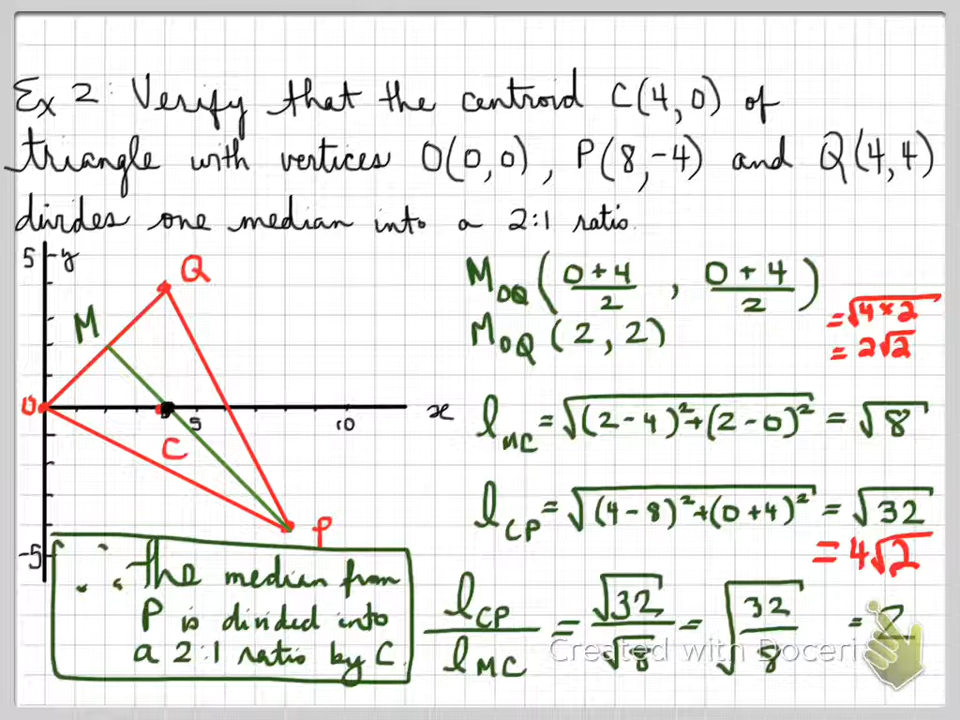 Ex 2: Verify that the centroid C(4,0) of
triangle with vertices O(0,0), P(8,-4) and Q(4,4)
divides one median into a 2:1 ratio.
5 y
Q
M
O
5 10 x
C
P
-5
M_OQ ( (0+4)/2 , (0+4)/2 )
M_OQ (2, 2)
= √(4×2)
= 2√2
l_MC = √((2-4)²+(2-0)²) = √8
l_CP = √((4-8)²+(0+4)²) = √32
= 4√2
l_CP / l_MC = √32 / √8 = √(32/8) = 2
∴ the median from
P is divided into
a 2:1 ratio by C.
Created with Doceri